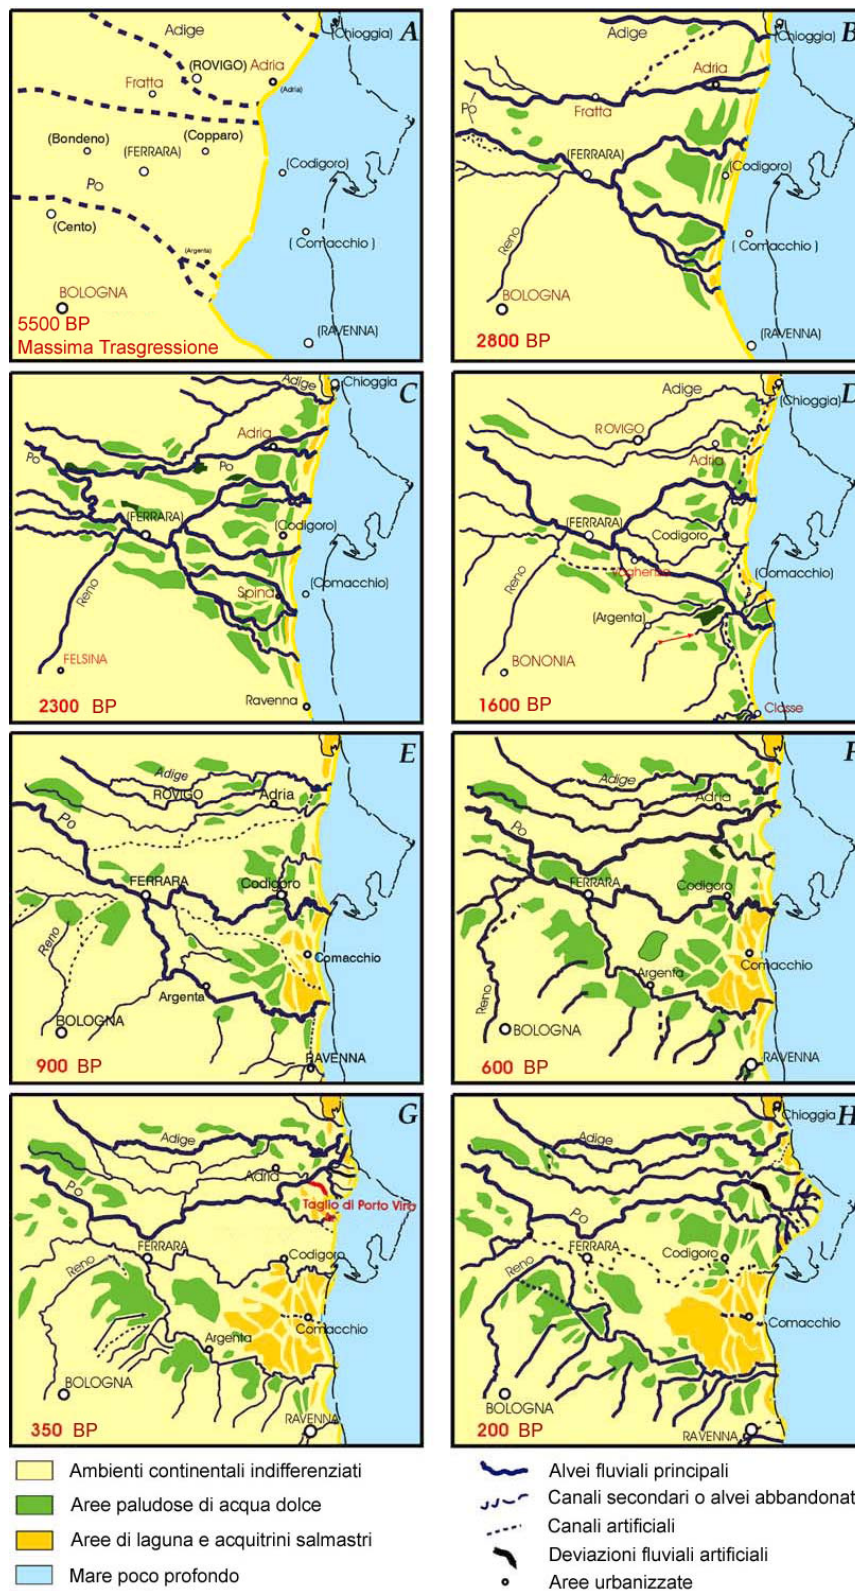 A
Adige
(Chioggia)
(ROVIGO)
Adria
(Adria)
Fratta
(Bondeno)
(Copparo)
(FERRARA)
(Codigoro)
Po
(Cento)
(Argenta)
( Comacchio )
BOLOGNA
5500 BP
Massima Trasgressione
(RAVENNA)
B
Adige
(Chioggia)
Adria
Po
Fratta
(FERRARA)
(Codigoro)
Reno
( Comacchio )
BOLOGNA
2800 BP
(RAVENNA)
C
Adige
Chioggia
Adria
Po
Po
(FERRARA)
(Codigoro)
Reno
Spina
(Comacchio)
FELSINA
2300 BP
Ravenna
D
Adige
(Chioggia)
ROVIGO
Adria
(FERRARA)
Codigoro
Reno
Voghenza
(Comacchio)
(Argenta)
BONONIA
1600 BP
Classe
E
Adige
ROVIGO
Adria
Po
FERRARA
Codigoro
Reno
Comacchio
Argenta
BOLOGNA
900 BP
RAVENNA
F
Adige
Adria
Po
FERRARA
Codigoro
Comacchio
Argenta
Reno
BOLOGNA
600 BP
RAVENNA
G
Adige
Adria
Po
Taglio di Porto Viro
FERRARA
Codigoro
Reno
Comacchio
Argenta
BOLOGNA
350 BP
RAVENNA
H
Chioggia
Adige
Po
FERRARA
Codigoro
Reno
Comacchio
BOLOGNA
200 BP
RAVENNA
Ambienti continentali indifferenziati
Aree paludose di acqua dolce
Aree di laguna e acquitrini salmastri
Mare poco profondo
Alvei fluviali principali
Canali secondari o alvei abbandonat
Canali artificiali
Deviazioni fluviali artificiali
Aree urbanizzate